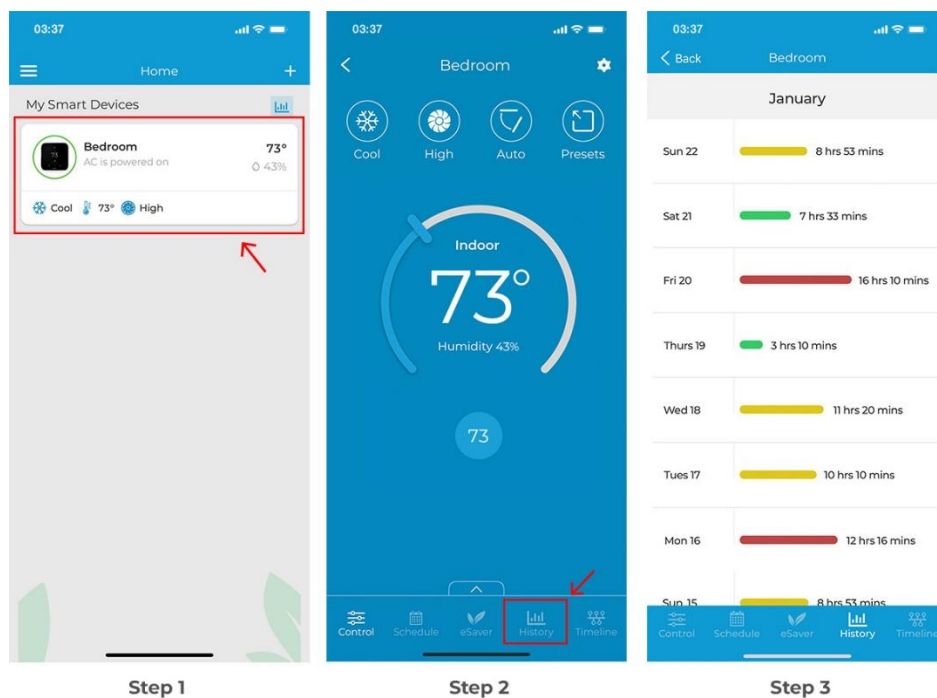 03:37
Home
My Smart Devices
73
Bedroom
73°
AC is powered on
43%
Cool 73° High
Step 1
03:37
Bedroom
Cool High Auto Presets
Indoor
73°
Humidity 43%
73
Control Schedule eSaver History Timeline
Step 2
03:37
Back Bedroom
January
Sun 22 8 hrs 53 mins
Sat 21 7 hrs 33 mins
Fri 20 16 hrs 10 mins
Thurs 19 3 hrs 10 mins
Wed 18 11 hrs 20 mins
Tues 17 10 hrs 10 mins
Mon 16 12 hrs 16 mins
Sun 15 8 hrs 53 mins
Control Schedule eSaver History Timeline
Step 3